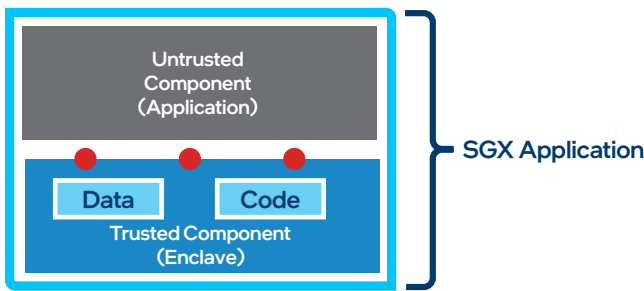 Untrusted
Component
(Application)
SGX Application
Data
Code
Trusted Component
(Enclave)